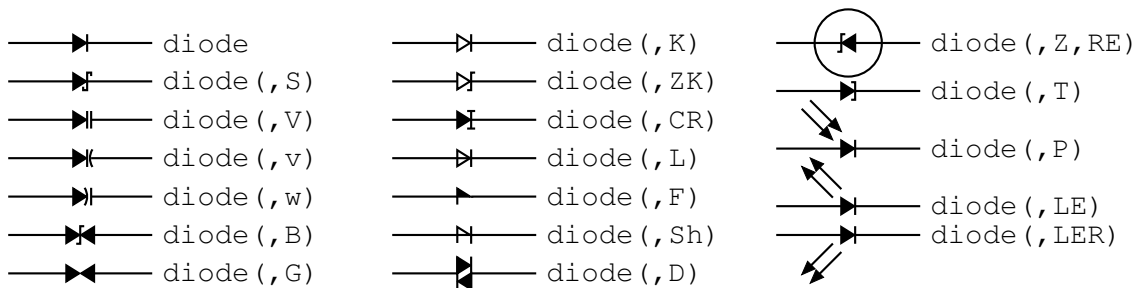 diode
diode(,S)
diode(,V)
diode(,v)
diode(,w)
diode(,B)
diode(,G)
diode(,K)
diode(,ZK)
diode(,CR)
diode(,L)
diode(,F)
diode(,Sh)
diode(,D)
diode(,Z,RE)
diode(,T)
diode(,P)
diode(,LE)
diode(,LER)